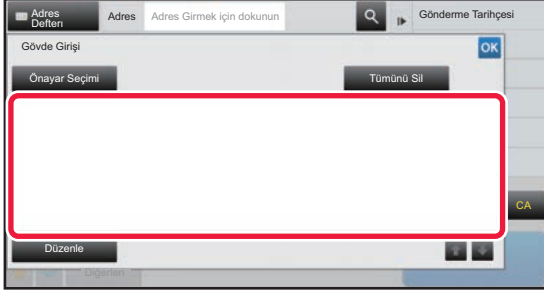 Adres Defteri
Adres
Adres Girmek için dokunun
Gönderme Tarihçesi
Gövde Girişi
OK
Önayar Seçimi
Tümünü Sil
CA
Düzenle
Diğerleri